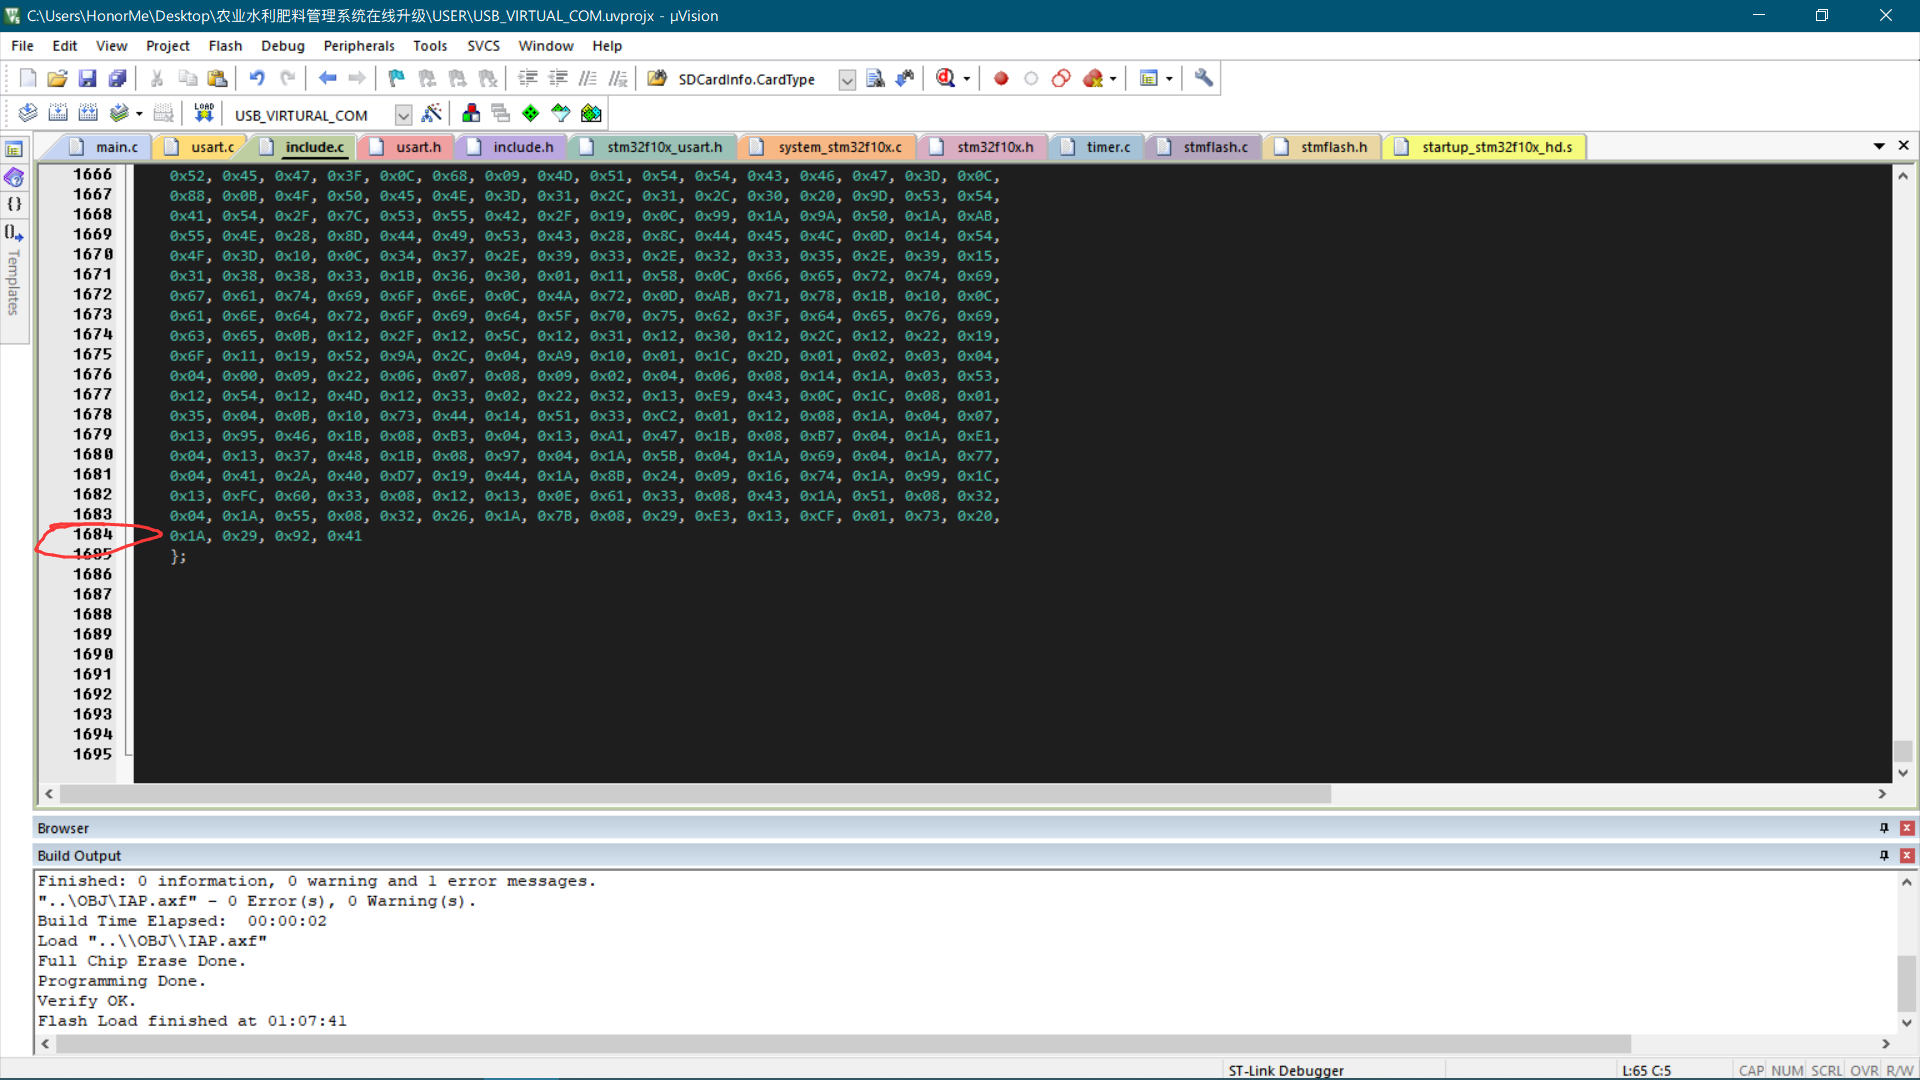 C:\Users\HonorMe\Desktop\农业水利肥料管理系统在线升级\USER\USB_VIRTUAL_COM.uvprojx - µVision
File Edit View Project Flash Debug Peripherals Tools SVCS Window Help
SDCardInfo.CardType
LOAD USB_VIRTURAL_COM
main.c usart.c include.c usart.h include.h stm32f10x_usart.h system_stm32f10x.c stm32f10x.h timer.c stmflash.c stmflash.h startup_stm32f10x_hd.s
Templates
1666 0x52, 0x45, 0x47, 0x3F, 0x0C, 0x68, 0x09, 0x4D, 0x51, 0x54, 0x54, 0x43, 0x46, 0x47, 0x3D, 0x0C,
1667 0x88, 0x0B, 0x4F, 0x50, 0x45, 0x4E, 0x3D, 0x31, 0x2C, 0x31, 0x2C, 0x30, 0x20, 0x9D, 0x53, 0x54,
1668 0x41, 0x54, 0x2F, 0x7C, 0x53, 0x55, 0x42, 0x2F, 0x19, 0x0C, 0x99, 0x1A, 0x9A, 0x50, 0x1A, 0xAB,
1669 0x55, 0x4E, 0x28, 0x8D, 0x44, 0x49, 0x53, 0x43, 0x28, 0x8C, 0x44, 0x45, 0x4C, 0x0D, 0x14, 0x54,
1670 0x4F, 0x3D, 0x10, 0x0C, 0x34, 0x37, 0x2E, 0x39, 0x33, 0x2E, 0x32, 0x33, 0x35, 0x2E, 0x39, 0x15,
1671 0x31, 0x38, 0x38, 0x33, 0x1B, 0x36, 0x30, 0x01, 0x11, 0x58, 0x0C, 0x66, 0x65, 0x72, 0x74, 0x69,
1672 0x67, 0x61, 0x74, 0x69, 0x6F, 0x6E, 0x0C, 0x4A, 0x72, 0x0D, 0xAB, 0x71, 0x78, 0x1B, 0x10, 0x0C,
1673 0x61, 0x6E, 0x64, 0x72, 0x6F, 0x69, 0x64, 0x5F, 0x70, 0x75, 0x62, 0x3F, 0x64, 0x65, 0x76, 0x69,
1674 0x63, 0x65, 0x0B, 0x12, 0x2F, 0x12, 0x5C, 0x12, 0x31, 0x12, 0x30, 0x12, 0x2C, 0x12, 0x22, 0x19,
1675 0x6F, 0x11, 0x19, 0x52, 0x9A, 0x2C, 0x04, 0xA9, 0x10, 0x01, 0x1C, 0x2D, 0x01, 0x02, 0x03, 0x04,
1676 0x04, 0x00, 0x09, 0x22, 0x06, 0x07, 0x08, 0x09, 0x02, 0x04, 0x06, 0x08, 0x14, 0x1A, 0x03, 0x53,
1677 0x12, 0x54, 0x12, 0x4D, 0x12, 0x33, 0x02, 0x22, 0x32, 0x13, 0xE9, 0x43, 0x0C, 0x1C, 0x08, 0x01,
1678 0x35, 0x04, 0x0B, 0x10, 0x73, 0x44, 0x14, 0x51, 0x33, 0xC2, 0x01, 0x12, 0x08, 0x1A, 0x04, 0x07,
1679 0x13, 0x95, 0x46, 0x1B, 0x08, 0xB3, 0x04, 0x13, 0xA1, 0x47, 0x1B, 0x08, 0xB7, 0x04, 0x1A, 0xE1,
1680 0x04, 0x13, 0x37, 0x48, 0x1B, 0x08, 0x97, 0x04, 0x1A, 0x5B, 0x04, 0x1A, 0x69, 0x04, 0x1A, 0x77,
1681 0x04, 0x41, 0x2A, 0x40, 0xD7, 0x19, 0x44, 0x1A, 0x8B, 0x24, 0x09, 0x16, 0x74, 0x1A, 0x99, 0x1C,
1682 0x13, 0xFC, 0x60, 0x33, 0x08, 0x12, 0x13, 0x0E, 0x61, 0x33, 0x08, 0x43, 0x1A, 0x51, 0x08, 0x32,
1683 0x04, 0x1A, 0x55, 0x08, 0x32, 0x26, 0x1A, 0x7B, 0x08, 0x29, 0xE3, 0x13, 0xCF, 0x01, 0x73, 0x20,
1684 0x1A, 0x29, 0x92, 0x41
1685 };
1686
1687
1688
1689
1690
1691
1692
1693
1694
1695
Browser
Build Output
Finished: 0 information, 0 warning and 1 error messages.
"..\OBJ\IAP.axf" - 0 Error(s), 0 Warning(s).
Build Time Elapsed:  00:00:02
Load "..\\OBJ\\IAP.axf"
Full Chip Erase Done.
Programming Done.
Verify OK.
Flash Load finished at 01:07:41
ST-Link Debugger L:65 C:5 CAP NUM SCRL OVR R/W